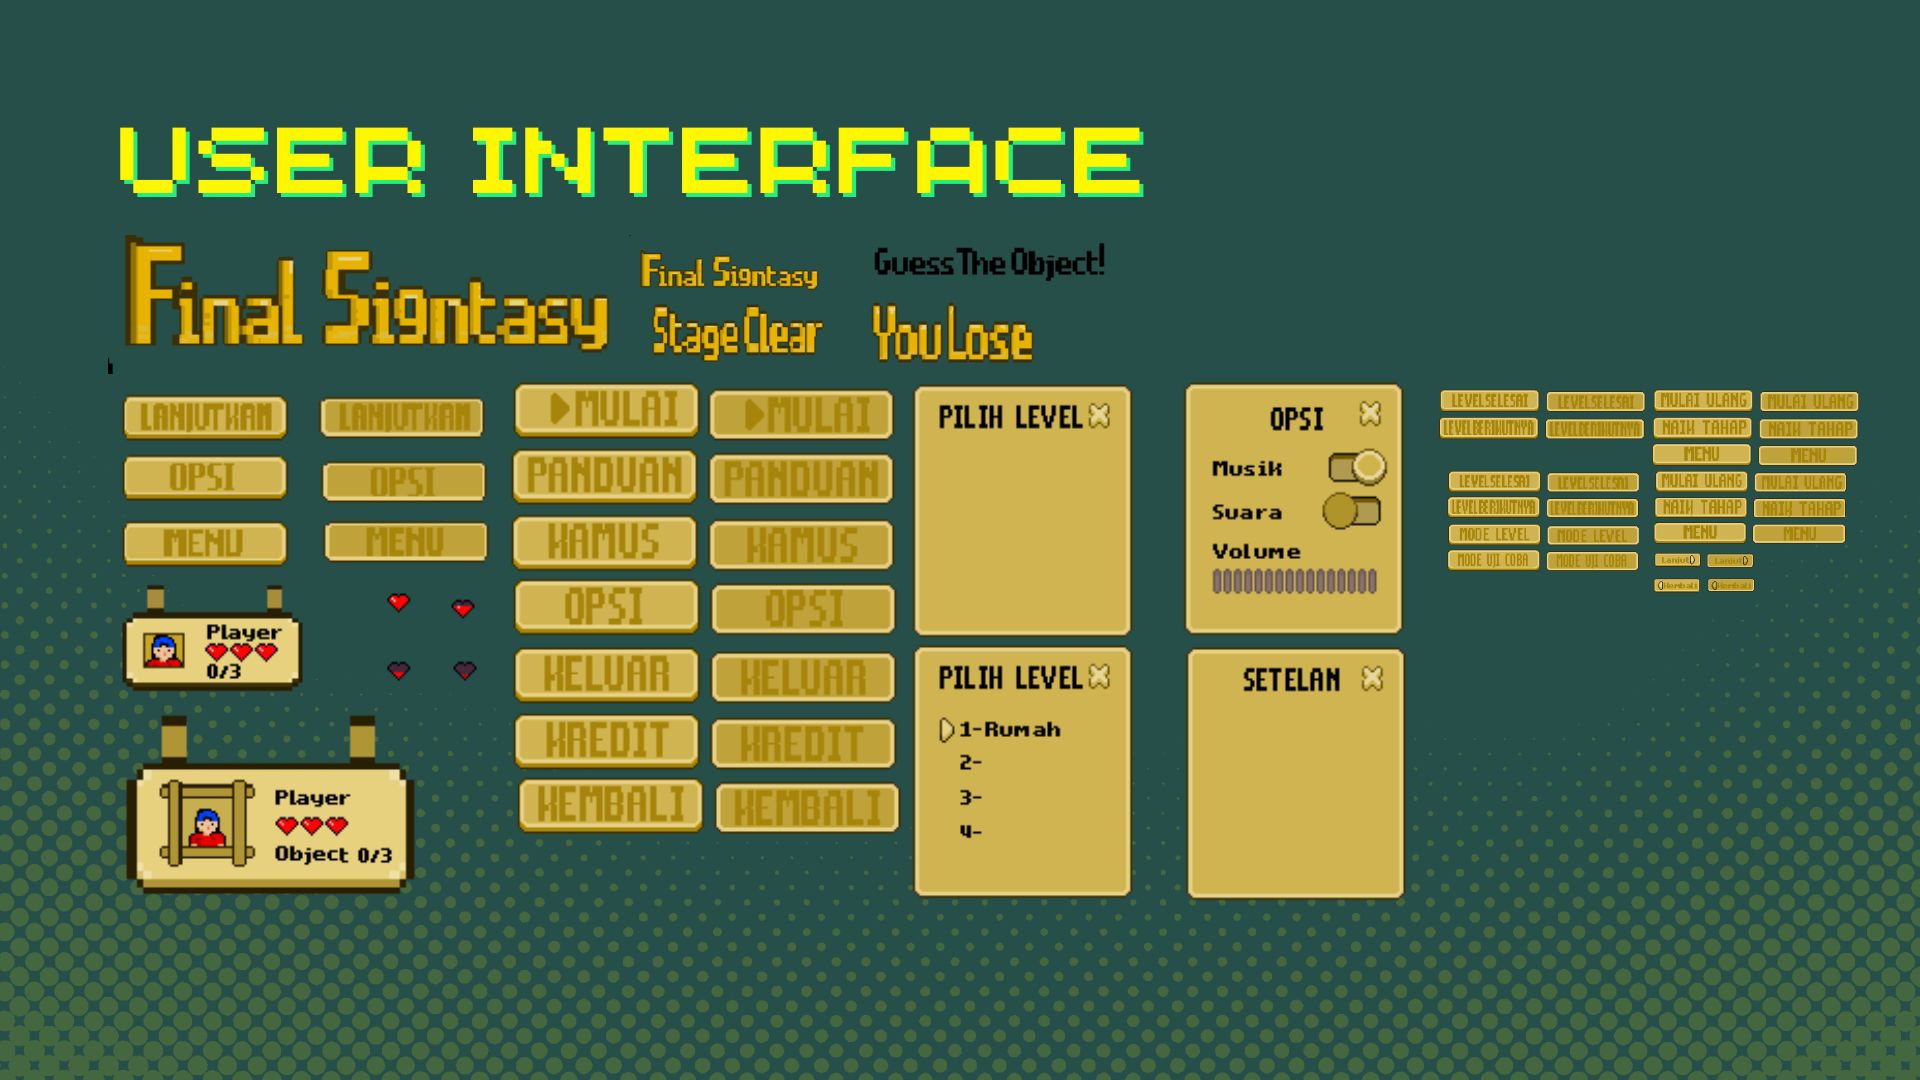 USER INTERFACE
Final Signtasy
Final Signtasy
Guess The Object!
Stage Clear
You Lose
LANJUTKAN
LANJUTKAN
OPSI
OPSI
MENU
MENU
Player
0/3
Player
Object 0/3
MULAI
MULAI
PANDUAN
PANDUAN
KAMUS
KAMUS
OPSI
OPSI
KELUAR
KELUAR
KREDIT
KREDIT
KEMBALI
KEMBALI
PILIH LEVEL
PILIH LEVEL
1-Rumah
2-
3-
4-
OPSI
Musik
Suara
Volume
SETELAN
LEVEL SELESAI
LEVEL SELESAI
LEVEL BERIKUTNYA
LEVEL BERIKUTNYA
LEVEL SELESAI
LEVEL SELESAI
LEVEL BERIKUTNYA
LEVEL BERIKUTNYA
MODE LEVEL
MODE LEVEL
MODE UJI COBA
MODE UJI COBA
MULAI ULANG
MULAI ULANG
NAIK TAHAP
NAIK TAHAP
MENU
MENU
MULAI ULANG
MULAI ULANG
NAIK TAHAP
NAIK TAHAP
MENU
MENU
Lanjut
Lanjut
Kembali
Kembali